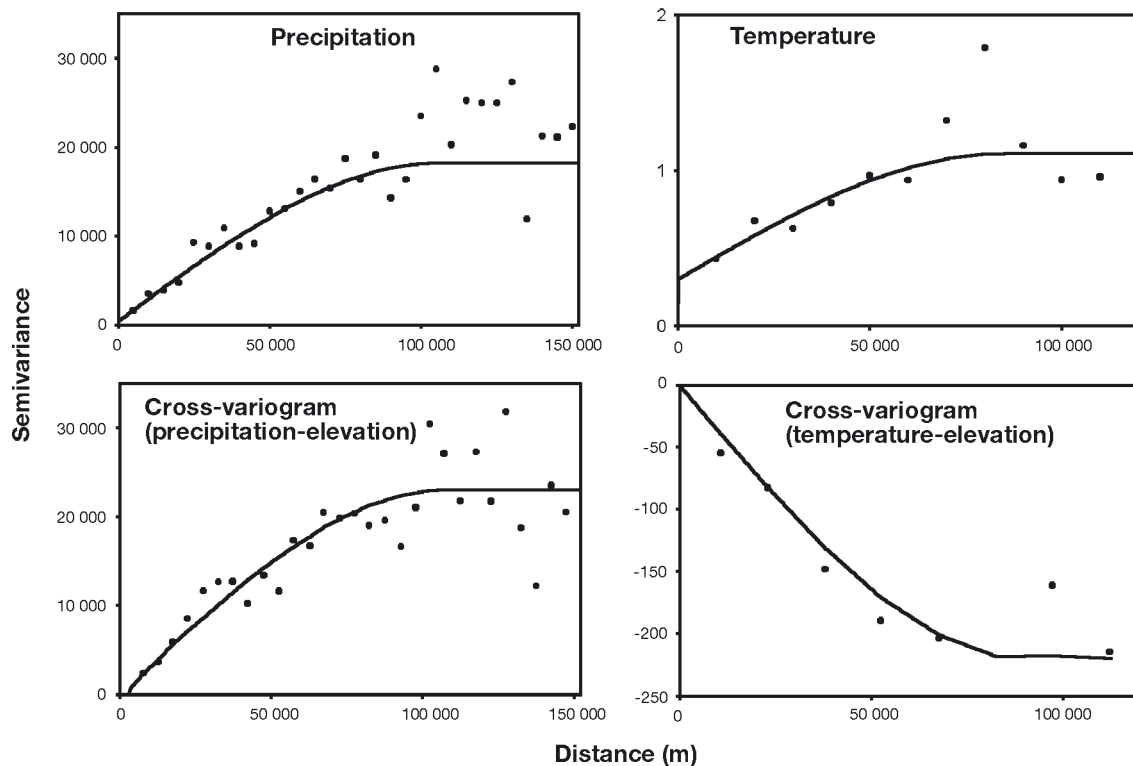 Precipitation
30 000
20 000
10 000
0
0 50 000 100 000 150 000
Temperature
2
1
0
0 50 000 100 000
Semivariance
Cross-variogram
(precipitation-elevation)
30 000
20 000
10 000
0
0 50 000 100 000 150 000
Cross-variogram
(temperature-elevation)
0
-50
-100
-150
-200
-250
0 50 000 100 000
Distance (m)